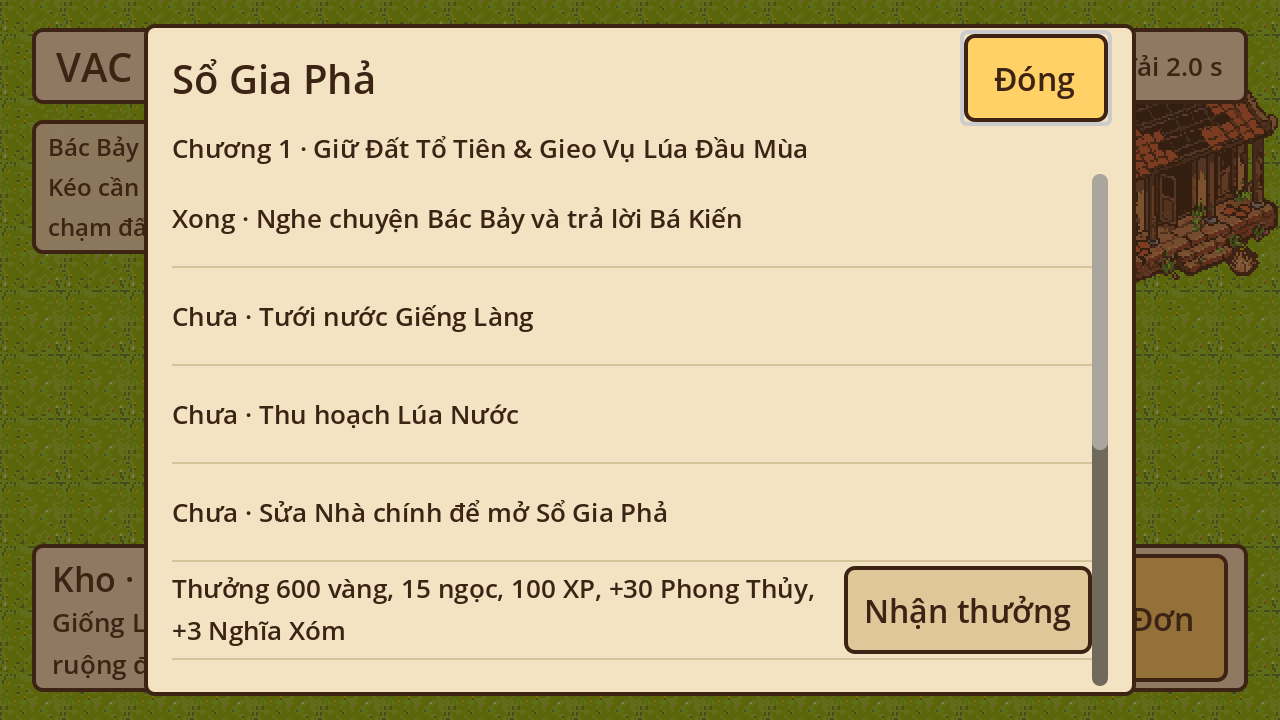 VAC
Sổ Gia Phả
Đóng
ải 2.0 s
Bác Bảy
Kéo cần
chạm
Chương 1 · Giữ Đất Tổ Tiên & Gieo Vụ Lúa Đầu Mùa
Xong · Nghe chuyện Bác Bảy và trả lời Bá Kiến
Chưa · Tưới nước Giếng Làng
Chưa · Thu hoạch Lúa Nước
Chưa · Sửa Nhà chính để mở Sổ Gia Phả
Thưởng 600 vàng, 15 ngọc, 100 XP, +30 Phong Thủy,
+3 Nghĩa Xóm
Nhận thưởng
Kho ·
Giống L
ruộng
Đơn